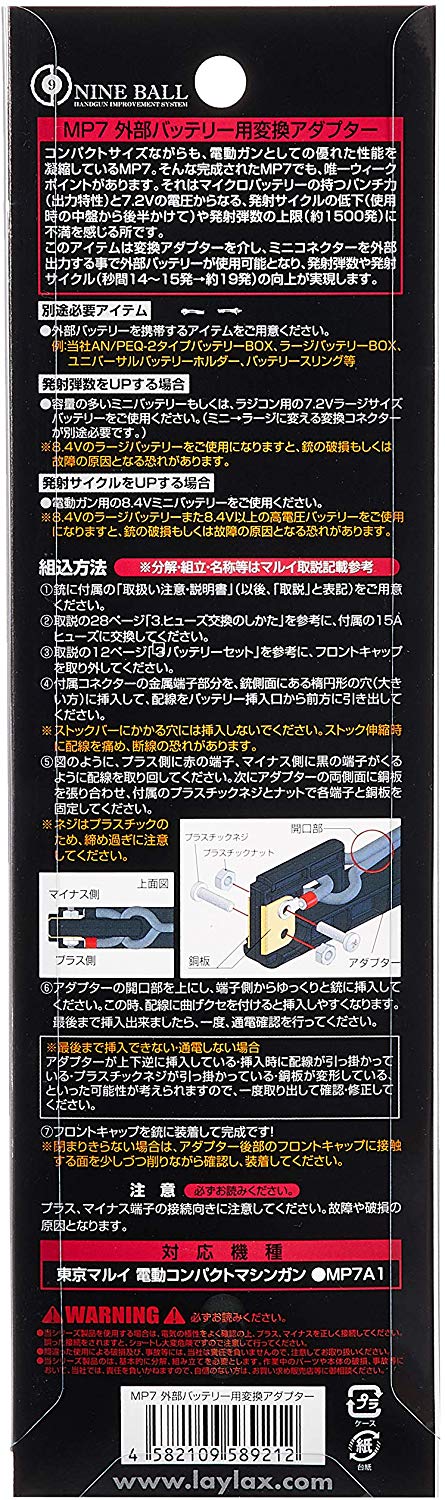 9
NINE BALL
HANDGUN IMPROVEMENT SYSTEM
MP7 外部バッテリー用変換アダプター
コンパクトサイズながらも、電動ガンとしての優れた性能を
凝縮しているMP7。そんな完成されたMP7でも、唯一ウィーク
ポイントがあります。それはマイクロバッテリーの持つパンチ力
(出力特性)と7.2Vの電圧からなる、発射サイクルの低下(使用
時の中盤から後半かけて)や発射弾数の上限(約1500発)に
不満を感じる所です。
このアイテムは変換アダプターを介し、ミニコネクターを外部
出力する事で外部バッテリーが使用可能となり、発射弾数や発射
サイクル(秒間14〜15発→約19発)の向上が実現します。
別途必要アイテム
●外部バッテリーを携帯するアイテムをご用意ください。
例:当社AN/PEQ-2タイプバッテリーBOX、ラージバッテリーBOX、
ユニバーサルバッテリーホルダー、バッテリースリング等
発射弾数をUPする場合
●容量の多いミニバッテリーもしくは、ラジコン用の7.2Vラージサイズ
バッテリーをご使用ください。(ミニ→ラージに変える変換コネクター
が別途必要です。)
※8.4Vのラージバッテリーをご使用になりますと、銃の破損もしくは
故障の原因となる恐れがあります。
発射サイクルをUPする場合
●電動ガン用の8.4Vミニバッテリーをご使用ください。
※8.4Vのラージバッテリーまた8.4V以上の高電圧バッテリーをご使用
になりますと、銃の破損もしくは故障の原因となる恐れがあります。
組込方法
※分解・組立・名称等はマルイ取説記載参考
①銃に付属の「取扱い注意・説明書」(以後、「取説」と表記)をご用意
ください。
②取説の28ページ「3.ヒューズ交換のしかた」を参考に、付属の15A
ヒューズに交換してください。
③取説の12ページ「3バッテリーセット」を参考に、フロントキャップ
を取り外してください。
④付属コネクターの金属端子部分を、銃側面にある楕円形の穴(大き
い方)に挿入して、配線をバッテリー挿入口から前方に引き出して
ください。
※ストックバーにかかる穴には挿入しないでください。ストック伸縮時
に配線を痛め、断線の恐れがあります。
⑤図のように、プラス側に赤の端子、マイナス側に黒の端子がくる
ように配線を取り回してください。次にアダプターの両側面に銅板
を張り合わせ、付属のプラスチックネジとナットで各端子と銅板を
固定してください。
※ネジはプラスチックの
ため、締め過ぎに注意
してください。
プラスチックネジ
プラスチックナット
開口部
銅板
アダプター
マイナス側
上面図
プラス側
⑥アダプターの開口部を上にし、端子側からゆっくりと銃に挿入して
ください。この時、配線に曲げクセを付けると挿入しやすくなります。
最後まで挿入出来ましたら、一度、通電確認を行ってください。
※最後まで挿入できない・通電しない場合
アダプターが上下逆に挿入している・挿入時に配線が引っ掛かって
いる・プラスチックネジが引っ掛かっている・銅板が変形している、
といった可能性が考えられますので、一度取り出して確認・修正して
ください。
⑦フロントキャップを銃に装着して完成です!
※閉まりきらない場合は、アダプター後部のフロントキャップに接触
する面を少しづつ削りながら確認し、装着してください。
注意
必ずお読みください。
プラス、マイナス端子の接続向きに注意してください。故障や破損の
原因となります。
対応機種
東京マルイ 電動コンパクトマシンガン ●MP7A1
WARNING
必ずお読みください。
MP7 外部バッテリー用変換アダプター
4 582109 589212
プラ
ケース
紙
台紙
www.laylax.com